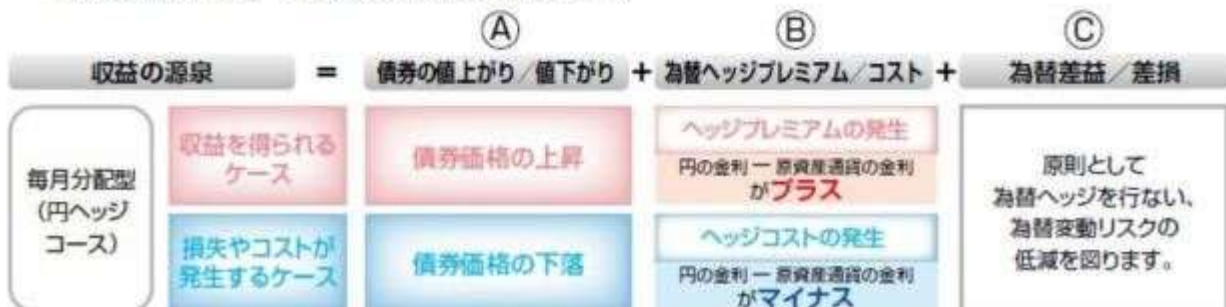 Ⓐ Ⓑ Ⓒ
収益の源泉 = 債券の値上がり／値下がり + 為替ヘッジプレミアム／コスト + 為替差益／差損
毎月分配型
(円ヘッジ
コース)
収益を得られる
ケース
債券価格の上昇
ヘッジプレミアムの発生
円の金利 ー 原資産通貨の金利
がプラス
損失やコストが
発生するケース
債券価格の下落
ヘッジコストの発生
円の金利 ー 原資産通貨の金利
がマイナス
原則として
為替ヘッジを行ない、
為替変動リスクの
低減を図ります。